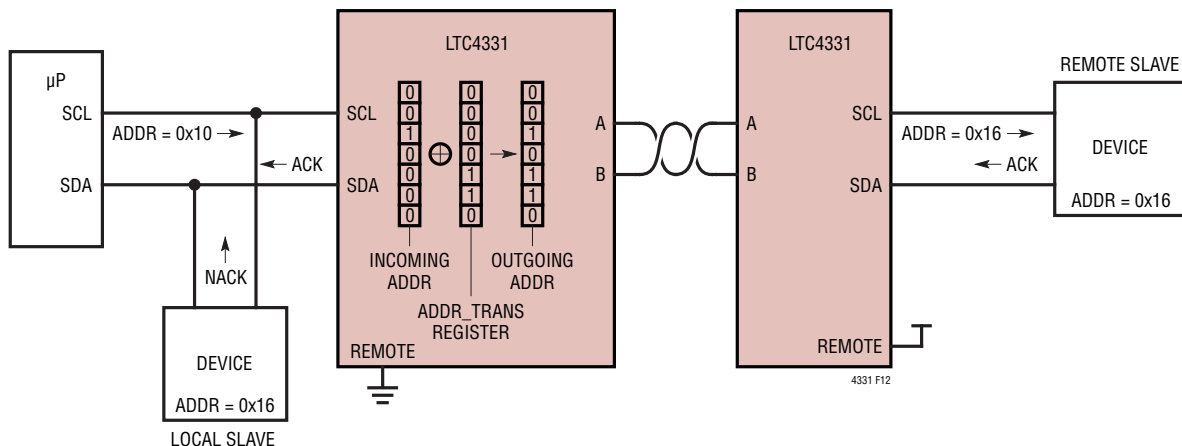 µP
SCL
SDA
ADDR = 0x10
ACK
NACK
DEVICE
ADDR = 0x16
LOCAL SLAVE
LTC4331
SCL
SDA
0
0
1
0
0
0
0
0
0
0
0
1
1
0
0
0
1
0
1
1
0
INCOMING
ADDR
ADDR_TRANS
REGISTER
OUTGOING
ADDR
REMOTE
A
B
LTC4331
A
B
SCL
SDA
REMOTE
4331 F12
ADDR = 0x16
ACK
REMOTE SLAVE
DEVICE
ADDR = 0x16